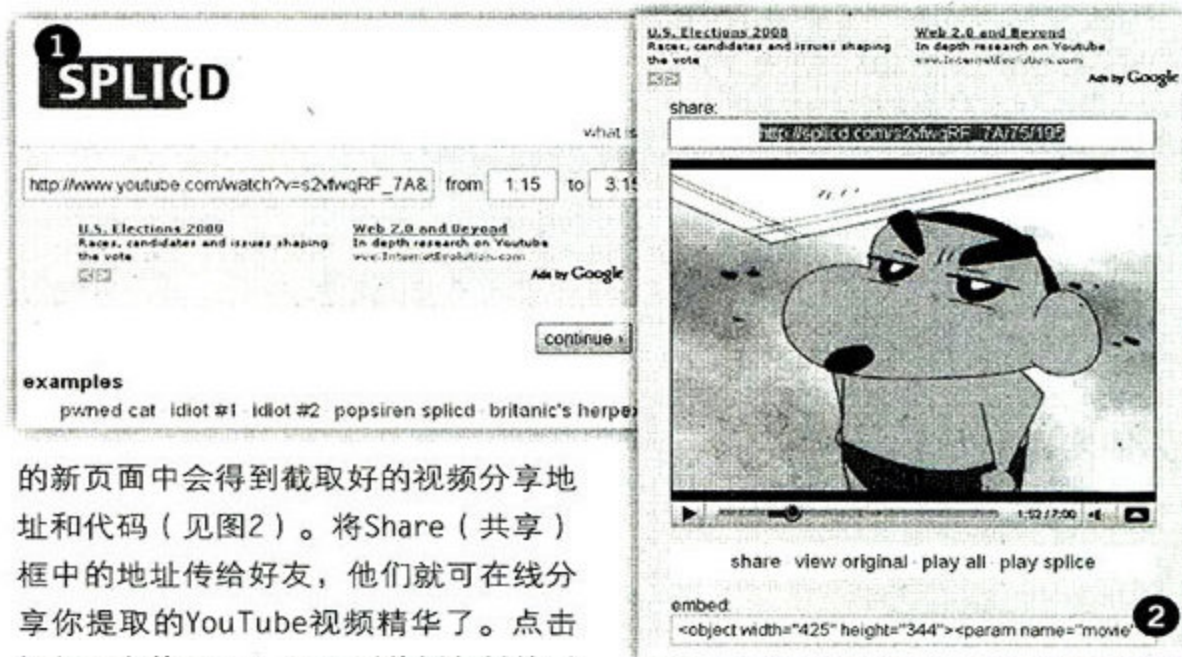 1
SPLICD
what is
http://www.youtube.com/watch?v=s2vfwqRF_7A& from 1:15 to 3:15
U.S. Elections 2008
Races, candidates and issues shaping
the vote
Web 2.0 and Beyond
In depth research on Youtube
www.InternetEvolution.com
Ads by Google
continue ›
examples
pwned cat · idiot #1 · idiot #2 · popsiren splicd · britanic's herpex
的新页面中会得到截取好的视频分享地
址和代码（见图2）。将Share（共享）
框中的地址传给好友，他们就可在线分
享你提取的YouTube视频精华了。点击
U.S. Elections 2008
Races, candidates and issues shaping
the vote
Web 2.0 and Beyond
In depth research on Youtube
www.InternetEvolution.com
Ads by Google
share:
http://splicd.com/s2vfwqRF_7A/75/195
1:52 / 7:00
share · view original · play all · play splice
embed:
<object width="425" height="344"><param name="movie"
2